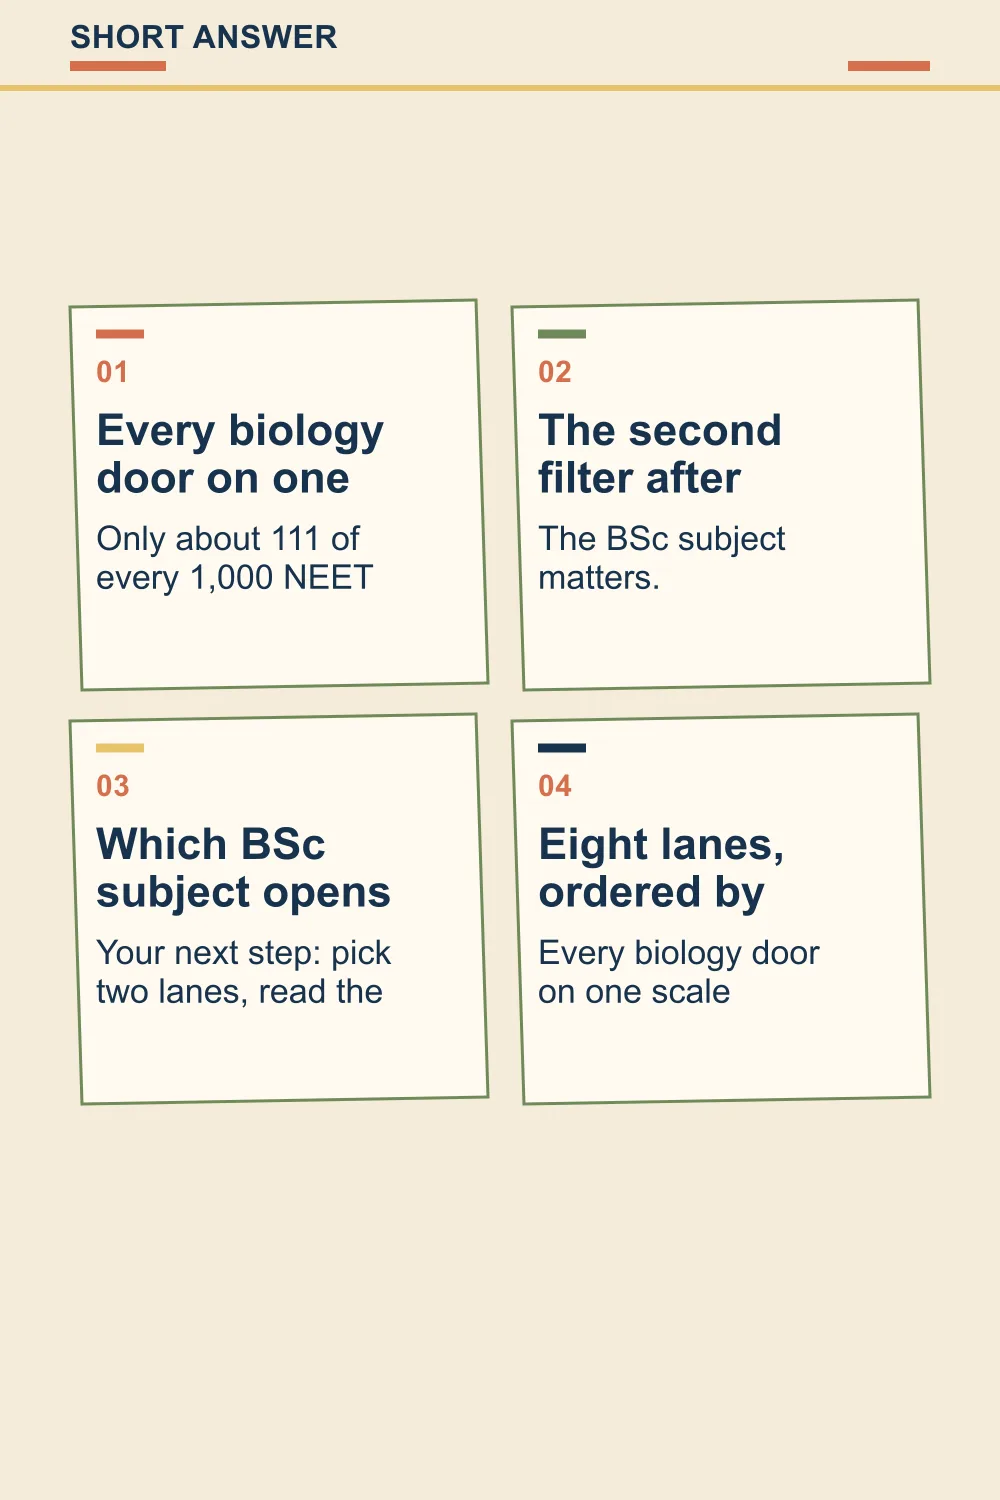 SHORT ANSWER
01
Every biology
door on one
Only about 111 of
every 1,000 NEET
02
The second
filter after
The BSc subject
matters.
03
Which BSc
subject opens
Your next step: pick
two lanes, read the
04
Eight lanes,
ordered by
Every biology door
on one scale